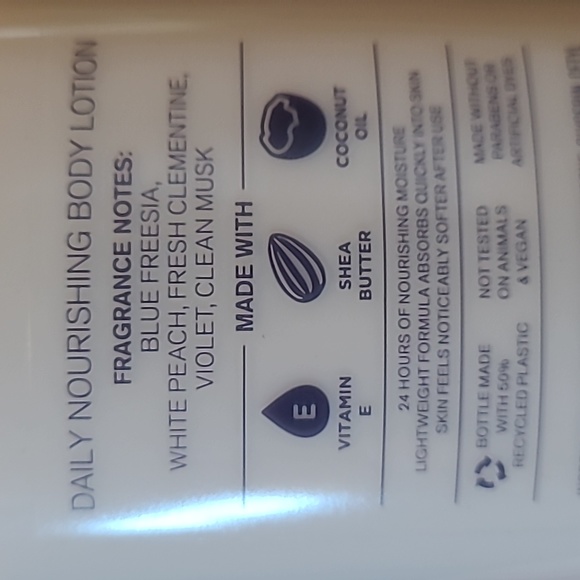 DAILY NOURISHING BODY LOTION
FRAGRANCE NOTES:
BLUE FREESIA,
WHITE PEACH, FRESH CLEMENTINE,
VIOLET, CLEAN MUSK
MADE WITH
E
VITAMIN
E
SHEA
BUTTER
COCONUT
OIL
24 HOURS OF NOURISHING MOISTURE
LIGHTWEIGHT FORMULA ABSORBS QUICKLY INTO SKIN
SKIN FEELS NOTICEABLY SOFTER AFTER USE
BOTTLE MADE
WITH 50%
RECYCLED PLASTIC
NOT TESTED
ON ANIMALS
& VEGAN
MADE WITHOUT
PARABENS OR
ARTIFICIAL DYES